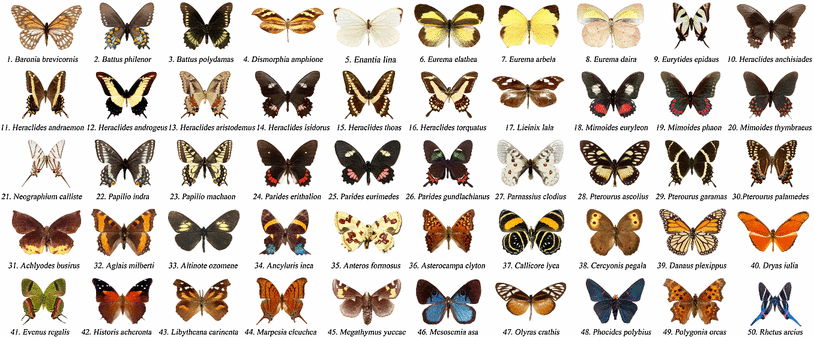 1. Baronia brevicornis 2. Battus philenor 3. Battus polydamas 4. Dismorphia amphione 5. Enantia lina 6. Eurema elathea 7. Eurema arbela 8. Eurema daira 9. Eurytides epidaus 10. Heraclides anchisiades
11. Heraclides andraemon 12. Heraclides androgeus 13. Heraclides aristodemus 14. Heraclides isidorus 15. Heraclides thoas 16. Heraclides torquatus 17. Lieinix lala 18. Mimoides euryleon 19. Mimoides phaon 20. Mimoides thymbraeus
21. Neographium calliste 22. Papilio indra 23. Papilio machaon 24. Parides erithalion 25. Parides eurimedes 26. Parides gundlachianus 27. Parnassius clodius 28. Pterourus ascolius 29. Pterourus garamas 30. Pterourus palamedes
31. Achlyodes busirus 32. Aglais milberti 33. Altinote ozomene 34. Ancyluris inca 35. Anteros formosus 36. Asterocampa clyton 37. Callicore lyca 38. Cercyonis pegala 39. Danaus plexippus 40. Dryas iulia
41. Evenus regalis 42. Historis acheronta 43. Libytheana carinenta 44. Marpesia eleuchea 45. Megathymus yuccae 46. Mesosemia asa 47. Olyras crathis 48. Phocides polybius 49. Polygonia oreas 50. Rhetus arcius